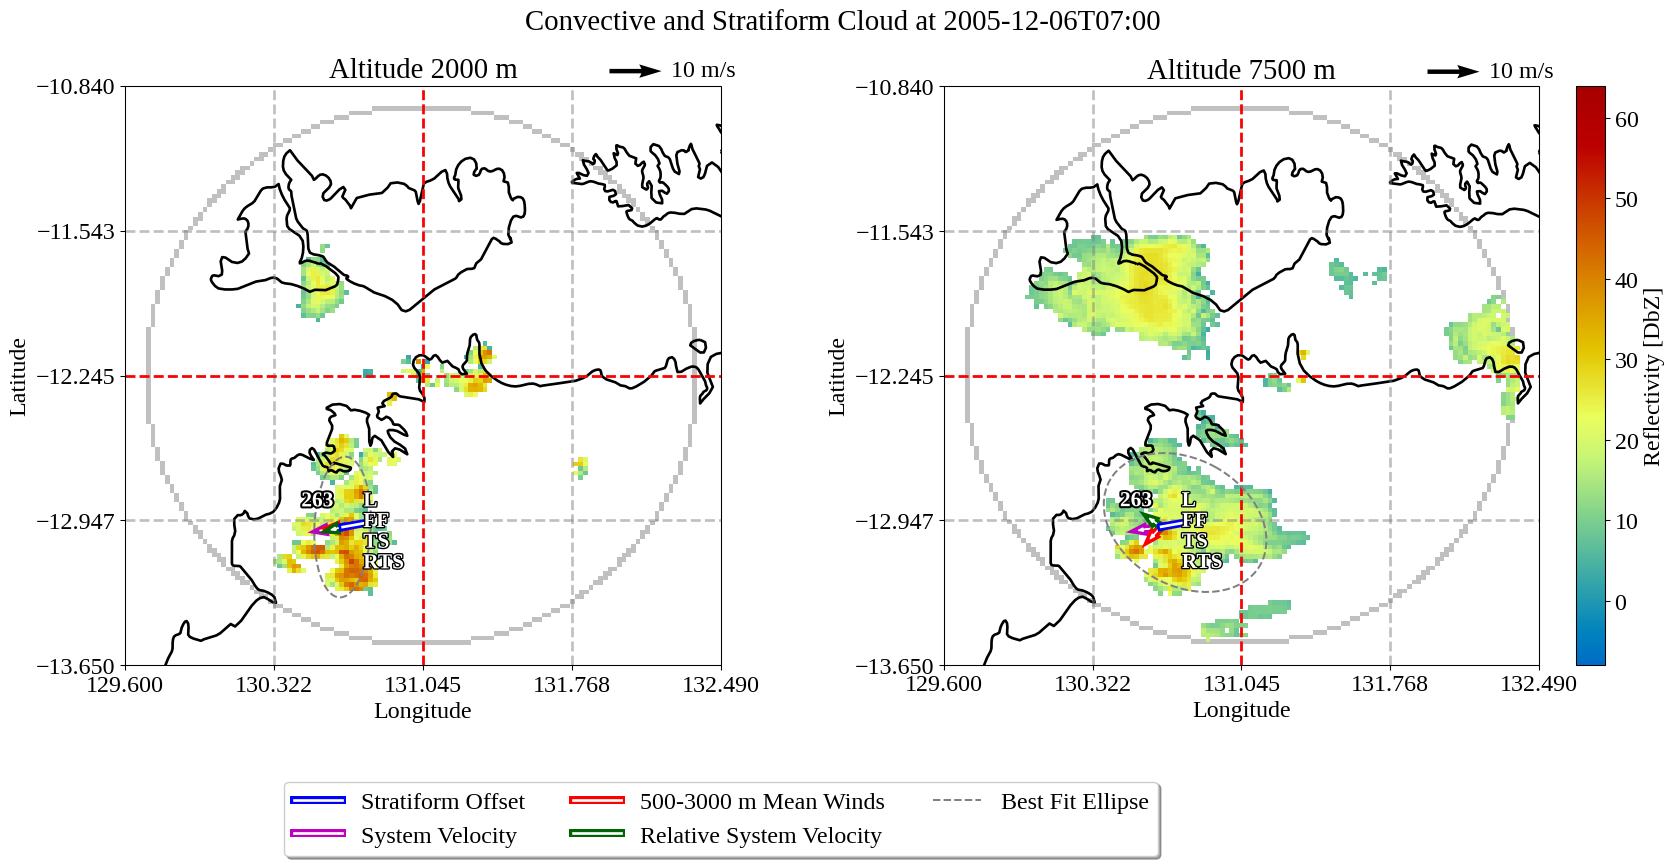 Convective and Stratiform Cloud at 2005-12-06T07:00
Altitude 2000 m
10 m/s
Altitude 7500 m
10 m/s
−10.840
−11.543
−12.245
−12.947
−13.650
Latitude
129.600
130.322
131.045
131.768
132.490
Longitude
263
L
FF
TS
RTS
−10.840
−11.543
−12.245
−12.947
−13.650
Latitude
129.600
130.322
131.045
131.768
132.490
Longitude
263
L
FF
TS
RTS
60
50
40
30
20
10
0
Reflectivity [DbZ]
Stratiform Offset
System Velocity
500-3000 m Mean Winds
Relative System Velocity
Best Fit Ellipse